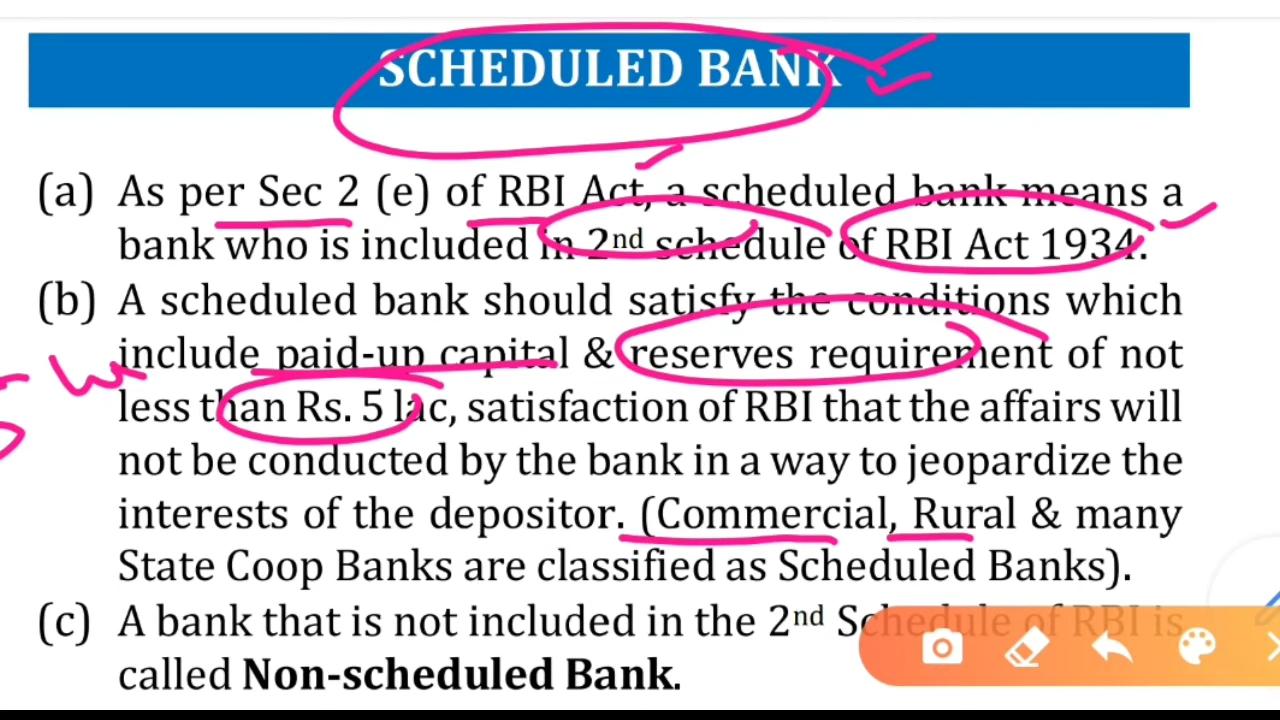 SCHEDULED BANK
(a) As per Sec 2 (e) of RBI Act, a scheduled bank means a
bank who is included in 2nd schedule of RBI Act 1934.
(b) A scheduled bank should satisfy the conditions which
include paid-up capital & reserves requirement of not
less than Rs. 5 lac, satisfaction of RBI that the affairs will
not be conducted by the bank in a way to jeopardize the
interests of the depositor. (Commercial, Rural & many
State Coop Banks are classified as Scheduled Banks).
(c) A bank that is not included in the 2nd Schedule of RBI is
called Non-scheduled Bank.